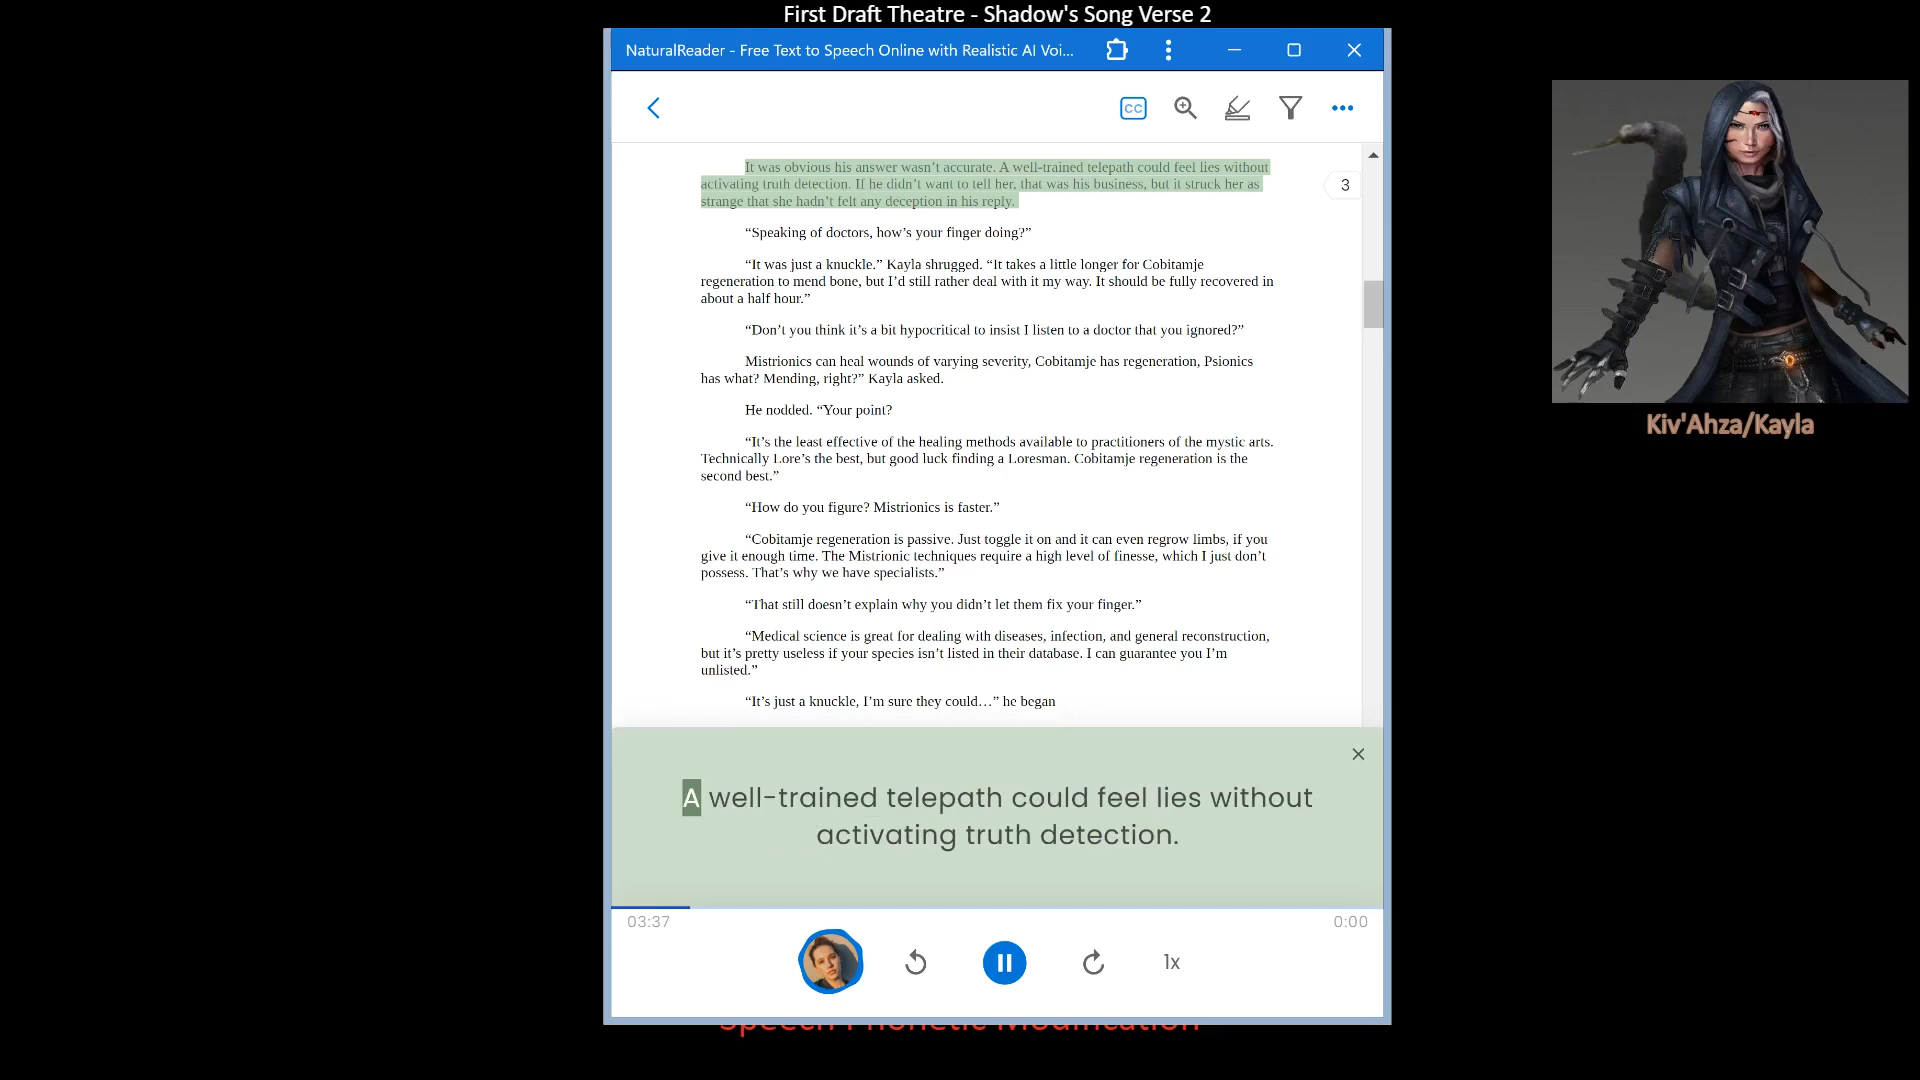 First Draft Theatre - Shadow's Song Verse 2
NaturalReader - Free Text to Speech Online with Realistic AI Voi...
CC
It was obvious his answer wasn’t accurate. A well-trained telepath could feel lies without
activating truth detection. If he didn’t want to tell her, that was his business, but it struck her as
strange that she hadn’t felt any deception in his reply.
3
“Speaking of doctors, how’s your finger doing?”
“It was just a knuckle.” Kayla shrugged. “It takes a little longer for Cobitamje
regeneration to mend bone, but I’d still rather deal with it my way. It should be fully recovered in
about a half hour.”
“Don’t you think it’s a bit hypocritical to insist I listen to a doctor that you ignored?”
Mistrionics can heal wounds of varying severity, Cobitamje has regeneration, Psionics
has what? Mending, right?” Kayla asked.
He nodded. “Your point?
“It’s the least effective of the healing methods available to practitioners of the mystic arts.
Technically Lore’s the best, but good luck finding a Loresman. Cobitamje regeneration is the
second best.”
“How do you figure? Mistrionics is faster.”
“Cobitamje regeneration is passive. Just toggle it on and it can even regrow limbs, if you
give it enough time. The Mistrionic techniques require a high level of finesse, which I just don’t
possess. That’s why we have specialists.”
“That still doesn’t explain why you didn’t let them fix your finger.”
“Medical science is great for dealing with diseases, infection, and general reconstruction,
but it’s pretty useless if your species isn’t listed in their database. I can guarantee you I’m
unlisted.”
“It’s just a knuckle, I’m sure they could…” he began
A well-trained telepath could feel lies without
activating truth detection.
03:37
0:00
1x
Speech Phonetic Modification
Kiv'Ahza/Kayla